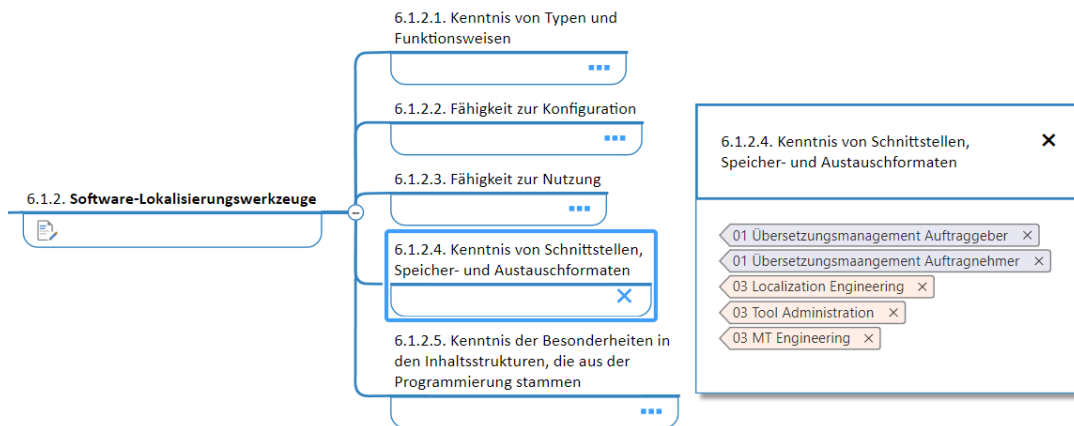 6.1.2. Software-Lokalisierungswerkzeuge
6.1.2.1. Kenntnis von Typen und
Funktionsweisen
6.1.2.2. Fähigkeit zur Konfiguration
6.1.2.3. Fähigkeit zur Nutzung
6.1.2.4. Kenntnis von Schnittstellen,
Speicher- und Austauschformaten
6.1.2.5. Kenntnis der Besonderheiten in
den Inhaltsstrukturen, die aus der
Programmierung stammen
6.1.2.4. Kenntnis von Schnittstellen,
Speicher- und Austauschformaten
01 Übersetzungsmanagement Auftraggeber
01 Übersetzungsmaangement Auftragnehmer
03 Localization Engineering
03 Tool Administration
03 MT Engineering